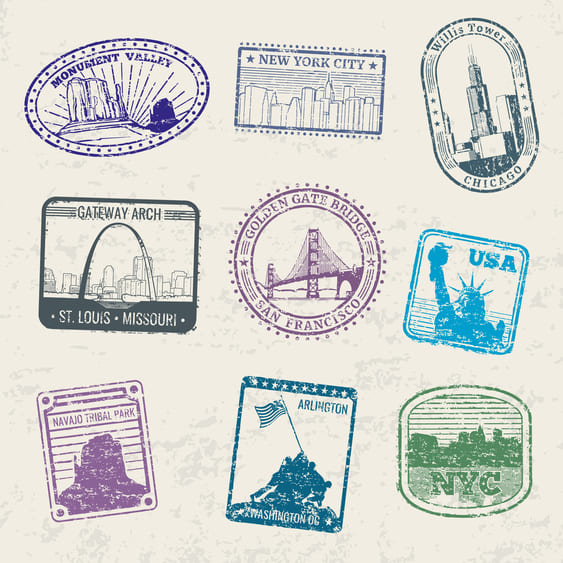 MONUMENT VALLEY
NEW YORK CITY
Willis Tower
CHICAGO
GATEWAY ARCH
ST. LOUIS • MISSOURI
GOLDEN GATE BRIDGE
SAN FRANCISCO
USA
NAVAJO TRIBAL PARK
ARLINGTON
WASHINGTON DC
NYC